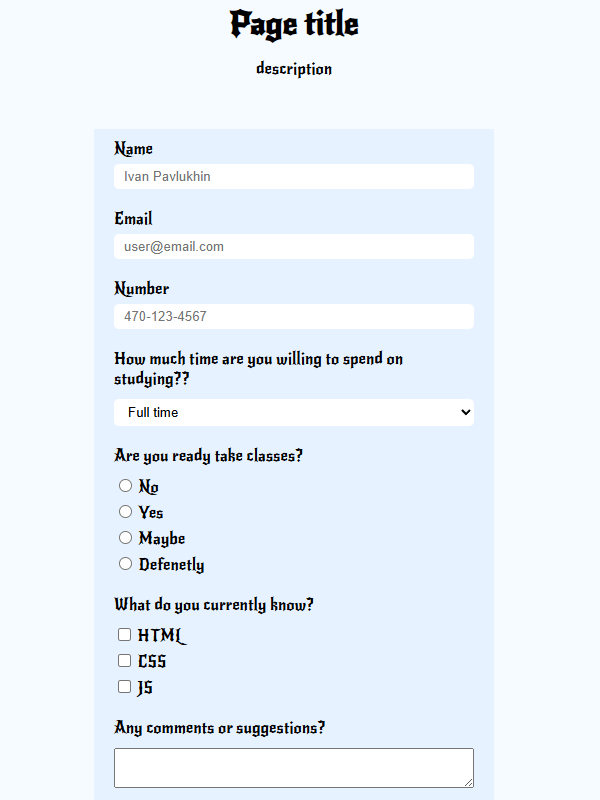 Page title
description
Name
Ivan Pavlukhin
Email
user@email.com
Number
470-123-4567
How much time are you willing to spend on
studying??
Full time
Are you ready take classes?
No
Yes
Maybe
Defenetly
What do you currently know?
HTML
CSS
JS
Any comments or suggestions?